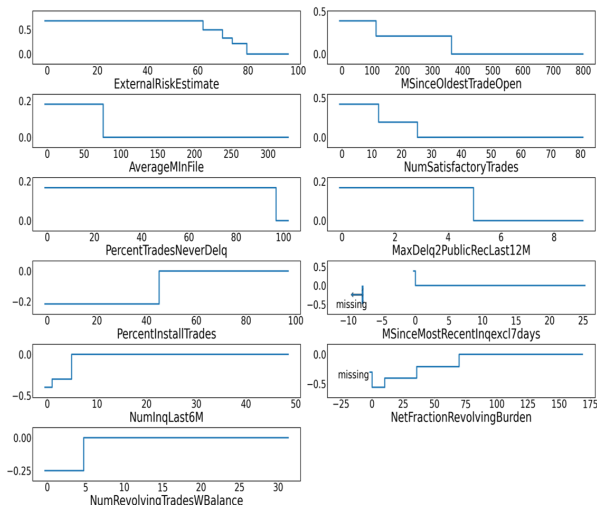 0.5
0.0
0 20 40 60 80 100
ExternalRiskEstimate
0.5
0.0
0 100 200 300 400 500 600 700 800
MSinceOldestTradeOpen
0.2
0.0
0 50 100 150 200 250 300
AverageMInFile
0.5
0.0
0 10 20 30 40 50 60 70 80
NumSatisfactoryTrades
0.2
0.0
0 20 40 60 80 100
PercentTradesNeverDelq
0.2
0.0
0 2 4 6 8
MaxDelq2PublicRecLast12M
0.0
−0.2
0 20 40 60 80 100
PercentInstallTrades
0.5
0.0
−0.5
missing
−10 −5 0 5 10 15 20 25
MSinceMostRecentInqexcl7days
0.0
−0.5
0 10 20 30 40 50
NumInqLast6M
0.0
missing
−0.5
−25 0 25 50 75 100 125 150 175
NetFractionRevolvingBurden
0.00
−0.25
0 5 10 15 20 25 30
NumRevolvingTradesWBalance